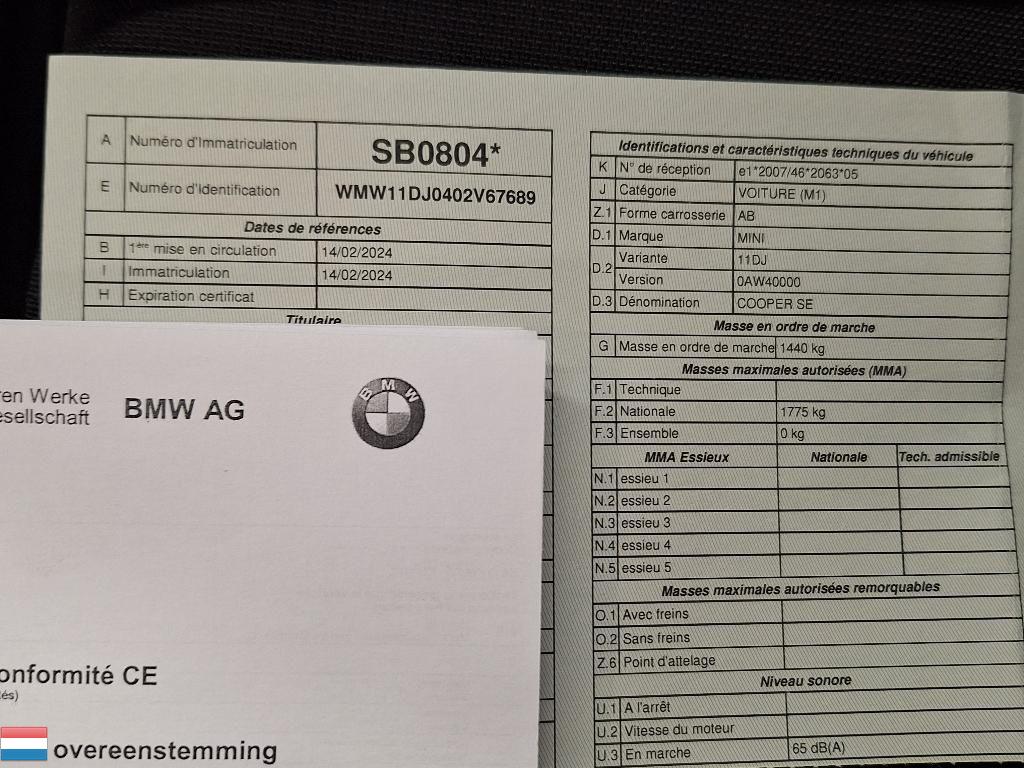 A Numéro d'Immatriculation SB0804*
E Numéro d'Identification WMW11DJ0402V67689
Dates de références
B 1ère mise en circulation 14/02/2024
I Immatriculation 14/02/2024
H Expiration certificat
Titulaire
ren Werke
esellschaft
BMW AG
BMW
onformité CE
és)
overeenstemming
Identifications et caractéristiques techniques du véhicule
K N° de réception e1*2007/46*2063*05
J Catégorie VOITURE (M1)
Z.1 Forme carrosserie AB
D.1 Marque MINI
D.2 Variante 11DJ
Version 0AW40000
D.3 Dénomination COOPER SE
Masse en ordre de marche
G Masse en ordre de marche 1440 kg
Masses maximales autorisées (MMA)
F.1 Technique
F.2 Nationale 1775 kg
F.3 Ensemble 0 kg
MMA Essieux Nationale Tech. admissible
N.1 essieu 1
N.2 essieu 2
N.3 essieu 3
N.4 essieu 4
N.5 essieu 5
Masses maximales autorisées remorquables
O.1 Avec freins
O.2 Sans freins
Z.6 Point d'attelage
Niveau sonore
U.1 A l'arrêt
U.2 Vitesse du moteur
U.3 En marche 65 dB(A)